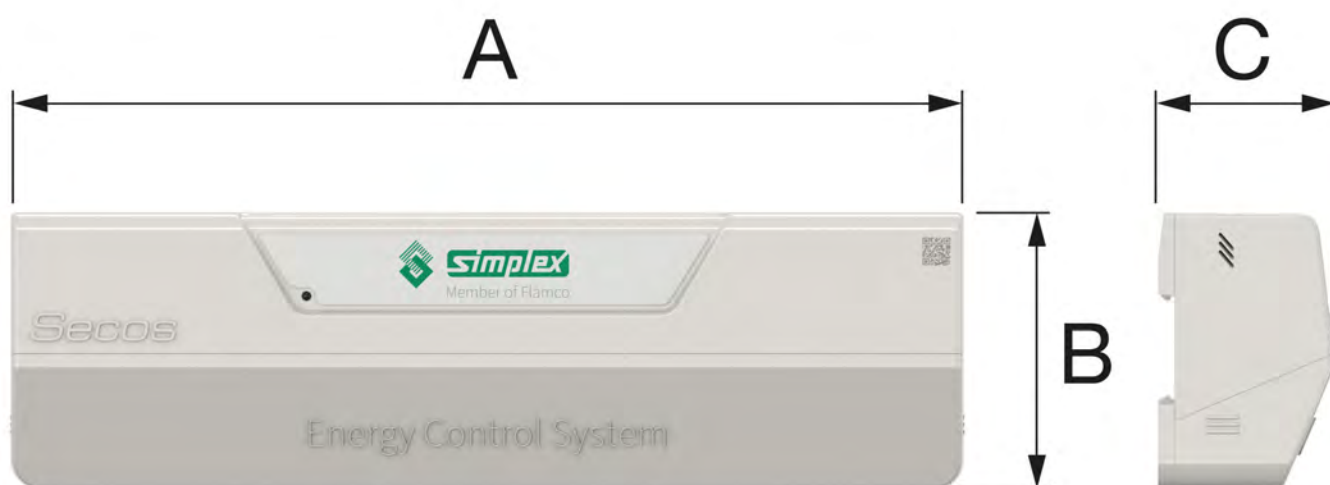 A
C
simplex
Member of Flamco
Secos
B
Energy Control System